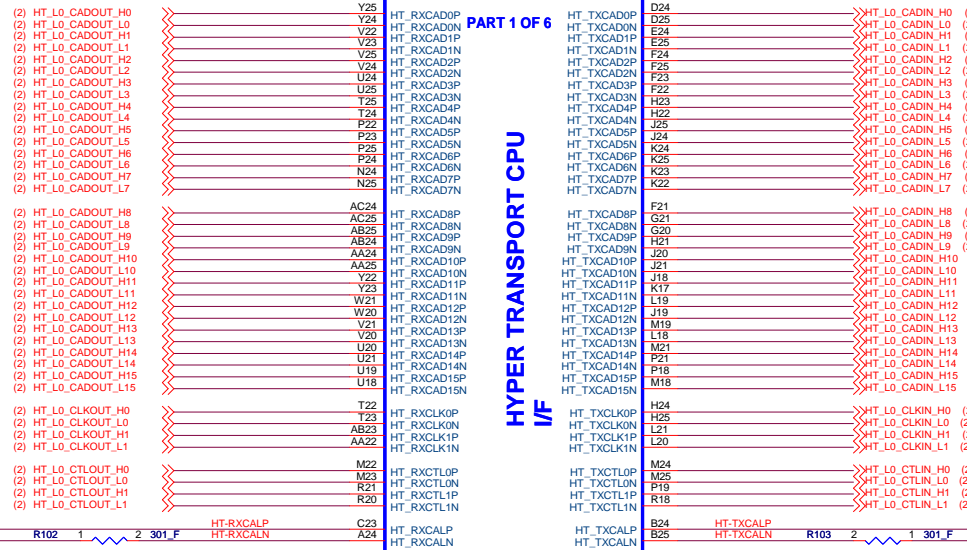 PART 1 OF 6
HYPER TRANSPORT CPU
I/F
(2) HT_L0_CADOUT_H0 Y25 HT_RXCAD0P HT_TXCAD0P D24 HT_L0_CADIN_H0 (
(2) HT_L0_CADOUT_L0 Y24 HT_RXCAD0N HT_TXCAD0N D25 HT_L0_CADIN_L0 (
(2) HT_L0_CADOUT_H1 V22 HT_RXCAD1P HT_TXCAD1P E24 HT_L0_CADIN_H1 (
(2) HT_L0_CADOUT_L1 V23 HT_RXCAD1N HT_TXCAD1N E25 HT_L0_CADIN_L1 (
(2) HT_L0_CADOUT_H2 V25 HT_RXCAD2P HT_TXCAD2P F24 HT_L0_CADIN_H2 (
(2) HT_L0_CADOUT_L2 V24 HT_RXCAD2N HT_TXCAD2N F25 HT_L0_CADIN_L2 (
(2) HT_L0_CADOUT_H3 U24 HT_RXCAD3P HT_TXCAD3P F23 HT_L0_CADIN_H3 (
(2) HT_L0_CADOUT_L3 U25 HT_RXCAD3N HT_TXCAD3N F22 HT_L0_CADIN_L3 (
(2) HT_L0_CADOUT_H4 T25 HT_RXCAD4P HT_TXCAD4P H23 HT_L0_CADIN_H4 (
(2) HT_L0_CADOUT_L4 T24 HT_RXCAD4N HT_TXCAD4N H22 HT_L0_CADIN_L4 (
(2) HT_L0_CADOUT_H5 P22 HT_RXCAD5P HT_TXCAD5P J25 HT_L0_CADIN_H5 (
(2) HT_L0_CADOUT_L5 P23 HT_RXCAD5N HT_TXCAD5N J24 HT_L0_CADIN_L5 (
(2) HT_L0_CADOUT_H6 P25 HT_RXCAD6P HT_TXCAD6P K24 HT_L0_CADIN_H6 (
(2) HT_L0_CADOUT_L6 P24 HT_RXCAD6N HT_TXCAD6N K25 HT_L0_CADIN_L6 (
(2) HT_L0_CADOUT_H7 N24 HT_RXCAD7P HT_TXCAD7P K23 HT_L0_CADIN_H7 (
(2) HT_L0_CADOUT_L7 N25 HT_RXCAD7N HT_TXCAD7N K22 HT_L0_CADIN_L7 (
(2) HT_L0_CADOUT_H8 AC24 HT_RXCAD8P HT_TXCAD8P F21 HT_L0_CADIN_H8 (
(2) HT_L0_CADOUT_L8 AC25 HT_RXCAD8N HT_TXCAD8N G21 HT_L0_CADIN_L8 (
(2) HT_L0_CADOUT_H9 AB25 HT_RXCAD9P HT_TXCAD9P G20 HT_L0_CADIN_H9 (
(2) HT_L0_CADOUT_L9 AB24 HT_RXCAD9N HT_TXCAD9N H21 HT_L0_CADIN_L9 (
(2) HT_L0_CADOUT_H10 AA24 HT_RXCAD10P HT_TXCAD10P J20 HT_L0_CADIN_H10
(2) HT_L0_CADOUT_L10 AA25 HT_RXCAD10N HT_TXCAD10N J21 HT_L0_CADIN_L10
(2) HT_L0_CADOUT_H11 Y22 HT_RXCAD11P HT_TXCAD11P J18 HT_L0_CADIN_H11
(2) HT_L0_CADOUT_L11 Y23 HT_RXCAD11N HT_TXCAD11N K17 HT_L0_CADIN_L11
(2) HT_L0_CADOUT_H12 W21 HT_RXCAD12P HT_TXCAD12P L19 HT_L0_CADIN_H12
(2) HT_L0_CADOUT_L12 W20 HT_RXCAD12N HT_TXCAD12N J19 HT_L0_CADIN_L12
(2) HT_L0_CADOUT_H13 V21 HT_RXCAD13P HT_TXCAD13P M19 HT_L0_CADIN_H13
(2) HT_L0_CADOUT_L13 V20 HT_RXCAD13N HT_TXCAD13N L18 HT_L0_CADIN_L13
(2) HT_L0_CADOUT_H14 U20 HT_RXCAD14P HT_TXCAD14P M21 HT_L0_CADIN_H14
(2) HT_L0_CADOUT_L14 U21 HT_RXCAD14N HT_TXCAD14N P21 HT_L0_CADIN_L14
(2) HT_L0_CADOUT_H15 U19 HT_RXCAD15P HT_TXCAD15P P18 HT_L0_CADIN_H15
(2) HT_L0_CADOUT_L15 U18 HT_RXCAD15N HT_TXCAD15N M18 HT_L0_CADIN_L15
(2) HT_L0_CLKOUT_H0 T22 HT_RXCLK0P HT_TXCLK0P H24 HT_L0_CLKIN_H0 (
(2) HT_L0_CLKOUT_L0 T23 HT_RXCLK0N HT_TXCLK0N H25 HT_L0_CLKIN_L0 (2
(2) HT_L0_CLKOUT_H1 AB23 HT_RXCLK1P HT_TXCLK1P L21 HT_L0_CLKIN_H1 (
(2) HT_L0_CLKOUT_L1 AA22 HT_RXCLK1N HT_TXCLK1N L20 HT_L0_CLKIN_L1 (2
(2) HT_L0_CTLOUT_H0 M22 HT_RXCTL0P HT_TXCTL0P M24 HT_L0_CTLIN_H0 (2
(2) HT_L0_CTLOUT_L0 M23 HT_RXCTL0N HT_TXCTL0N M25 HT_L0_CTLIN_L0 (2
(2) HT_L0_CTLOUT_H1 R21 HT_RXCTL1P HT_TXCTL1P P19 HT_L0_CTLIN_H1 (2
(2) HT_L0_CTLOUT_L1 R20 HT_RXCTL1N HT_TXCTL1N R18 HT_L0_CTLIN_L1 (2
HT-RXCALP C23 HT_RXCALP HT_TXCALP B24 HT-TXCALP
R102 1 2 301_F HT-RXCALN A24 HT_RXCALN HT_TXCALN B25 HT-TXCALN R103 2 1 301_F